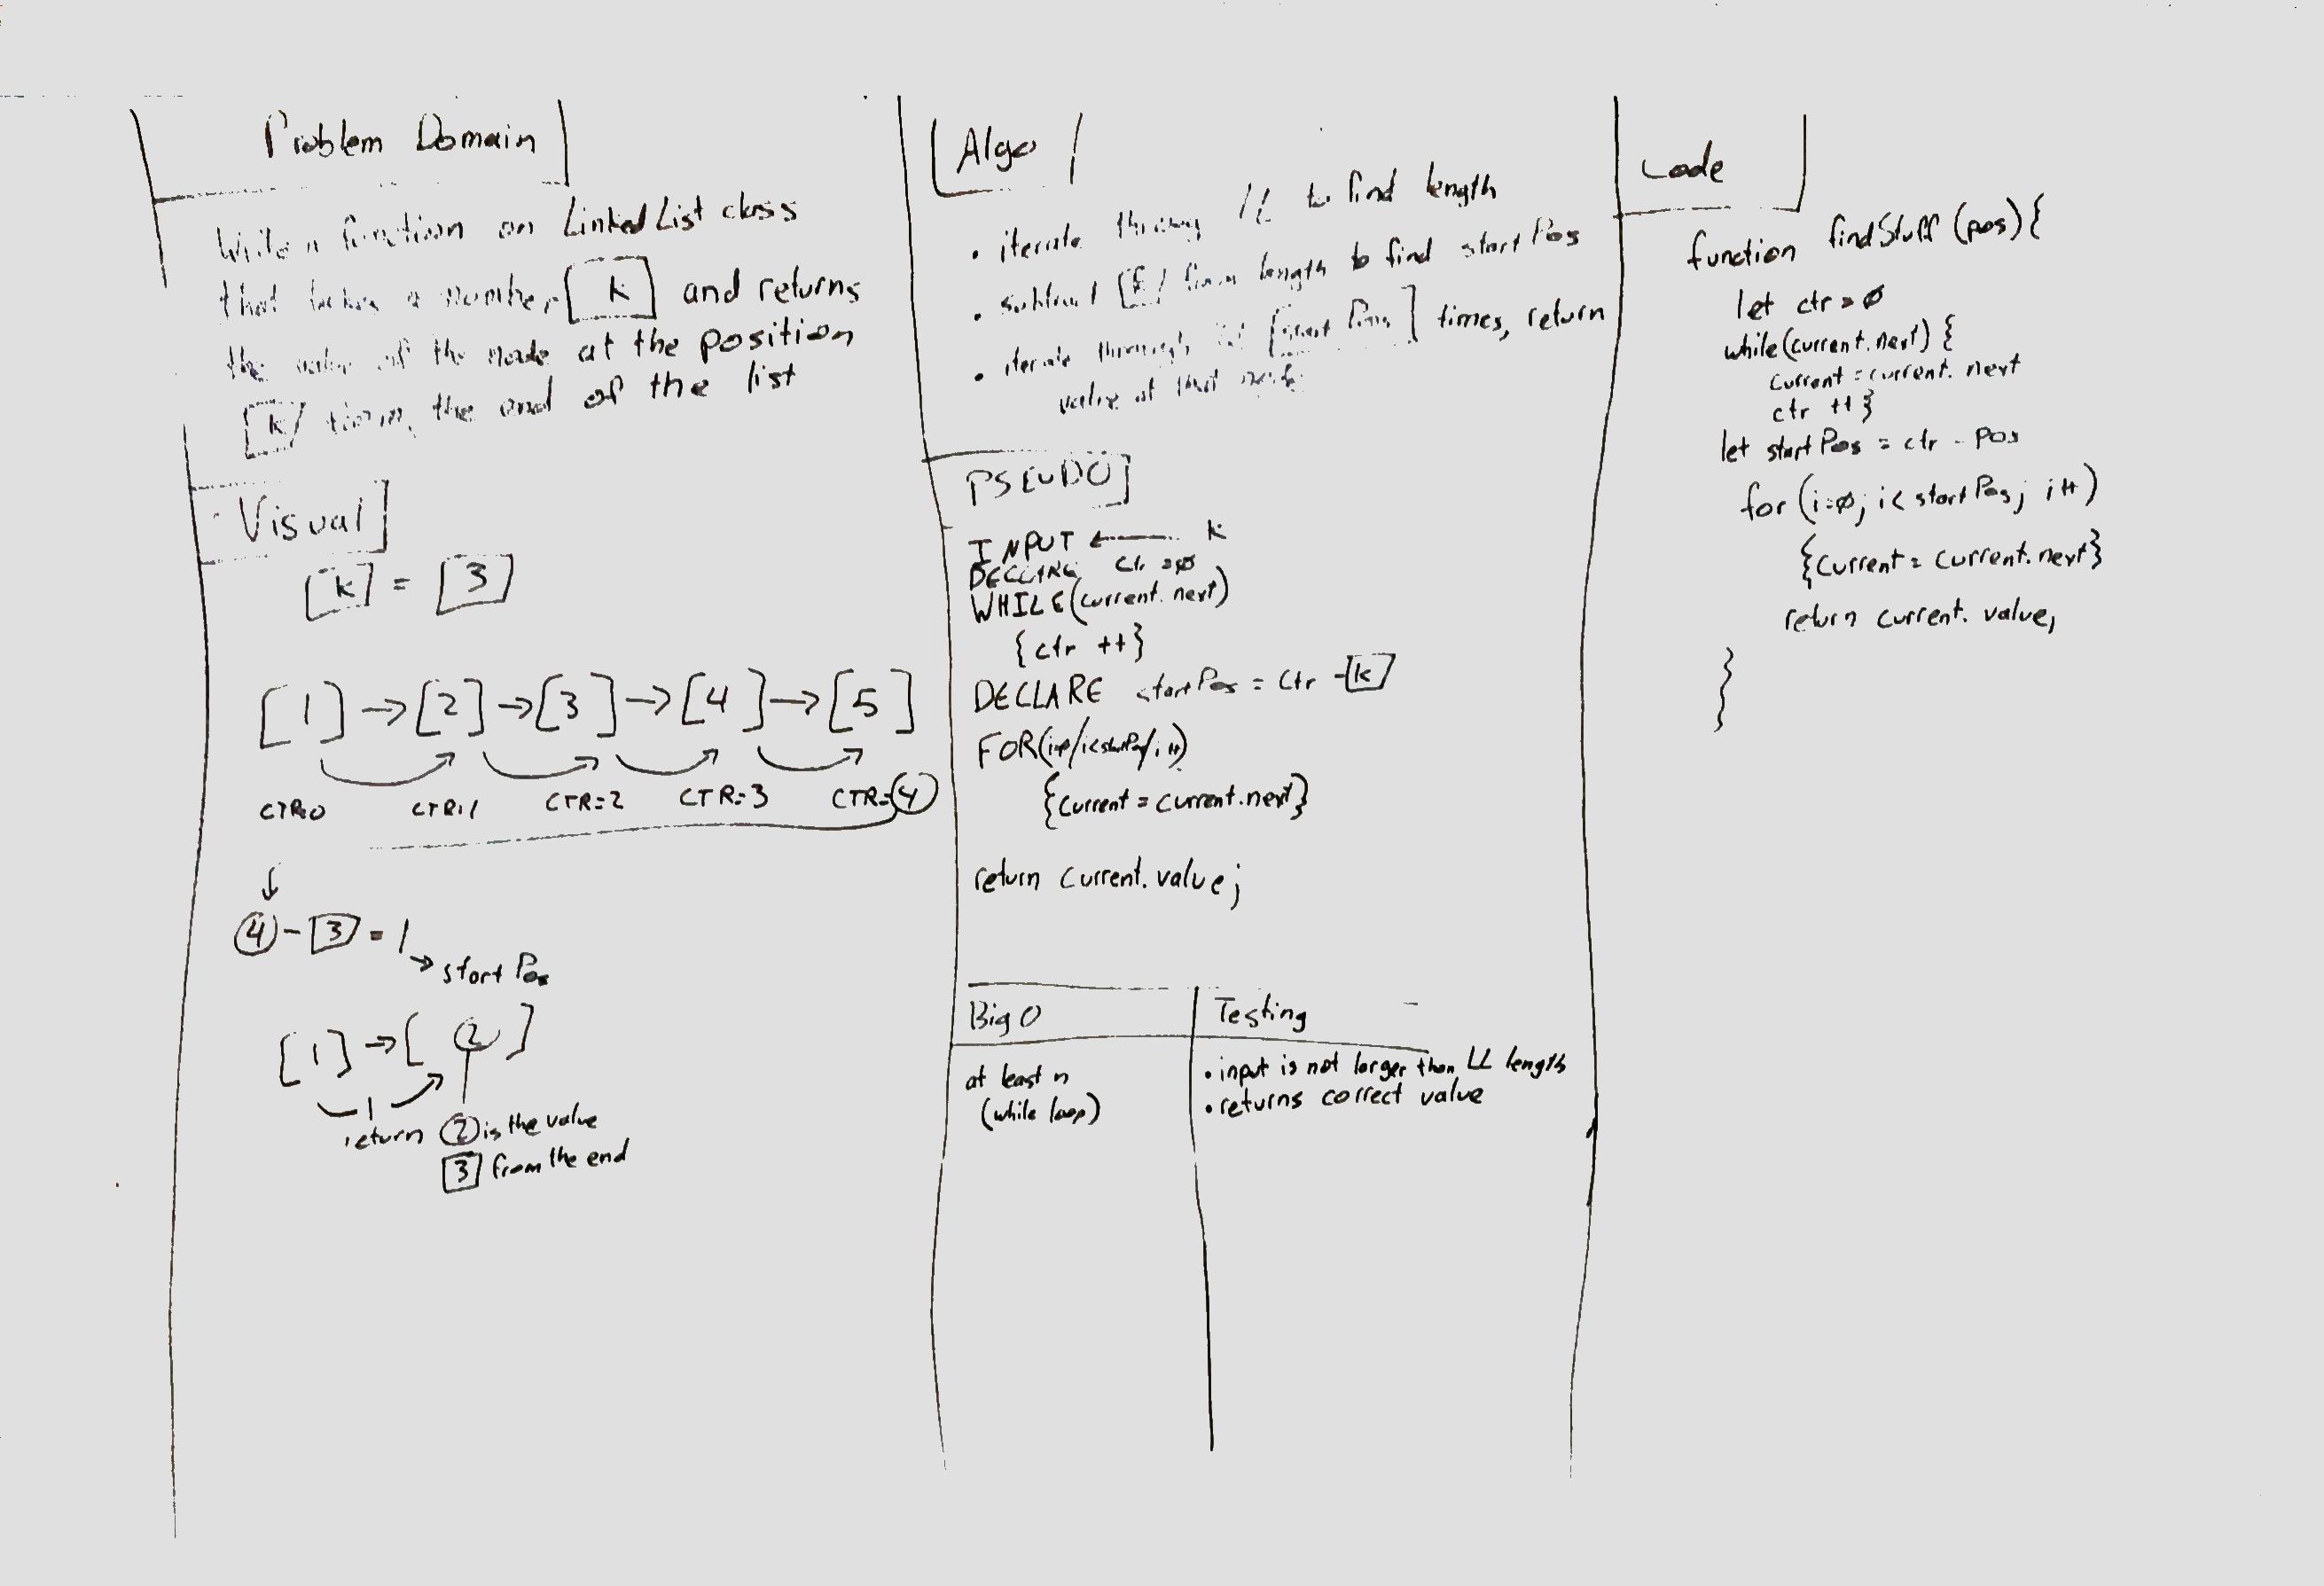 Problem Domain
Write a function on Linked List class
that takes a number [k] and returns
the value of the node at the position
[k] from the end of the list
Visual
[k] = [3]
[1] → [2] → [3] → [4] → [5]
CTR=0 CTR=1 CTR=2 CTR=3 CTR=4
↓
4 - [3] = 1
→ start Pos
[1] → [2]
1
return 2 is the value
[3] from the end
Algo
• iterate through LL to find length
• subtract [k] from length to find start Pos
• iterate through LL [start Pos] times, return
value at that node
PSEUDO
INPUT ← k
DECLARE ctr = 0
WHILE (current.next)
{ctr ++}
DECLARE startPos = ctr - [k]
FOR (i=0/i<startPos/i++)
{current = current.next}
return current.value;
Big O
at least n
(while loop)
Testing
• input is not larger than LL length
• returns correct value
Code
function findStuff (pos) {
let ctr = 0
while(current.next) {
current = current.next
ctr ++}
let startPos = ctr - pos
for (i=0; i< startPos; i++)
{current = current.next}
return current.value;
}